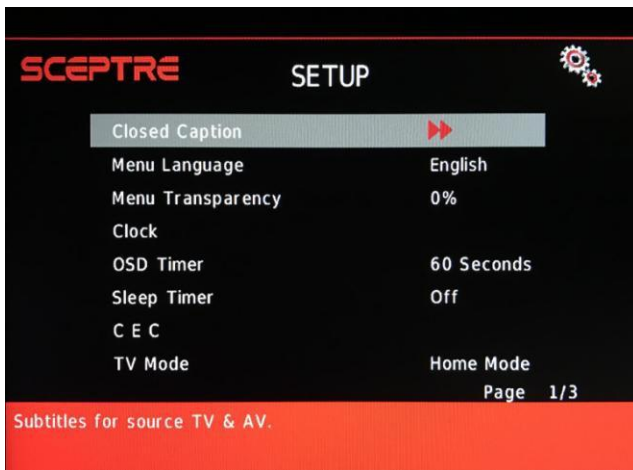 SCEPTRE SETUP
Closed Caption
Menu Language English
Menu Transparency 0%
Clock
OSD Timer 60 Seconds
Sleep Timer Off
C E C
TV Mode Home Mode
Page 1/3
Subtitles for source TV & AV.